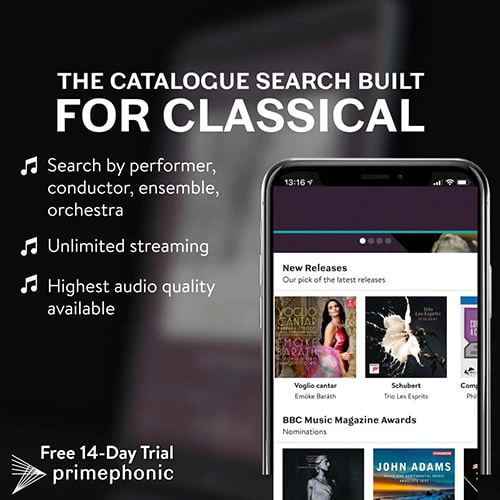 THE CATALOGUE SEARCH BUILT
FOR CLASSICAL
Search by performer,
conductor, ensemble,
orchestra
Unlimited streaming
Highest audio quality
available
Free 14-Day Trial
primephonic
13:16
New Releases
Our pick of the latest releases
VOGLIO
CANTAR
EMŐKE
BARÁTH
Trio
Les Esprits
Voglio cantar
Emőke Baráth
Schubert
Trio Les Esprits
Comp
Phil
BBC Music Magazine Awards
Nominations
CHANDOS
JOHN ADAMS
ABSOLUTE JEST